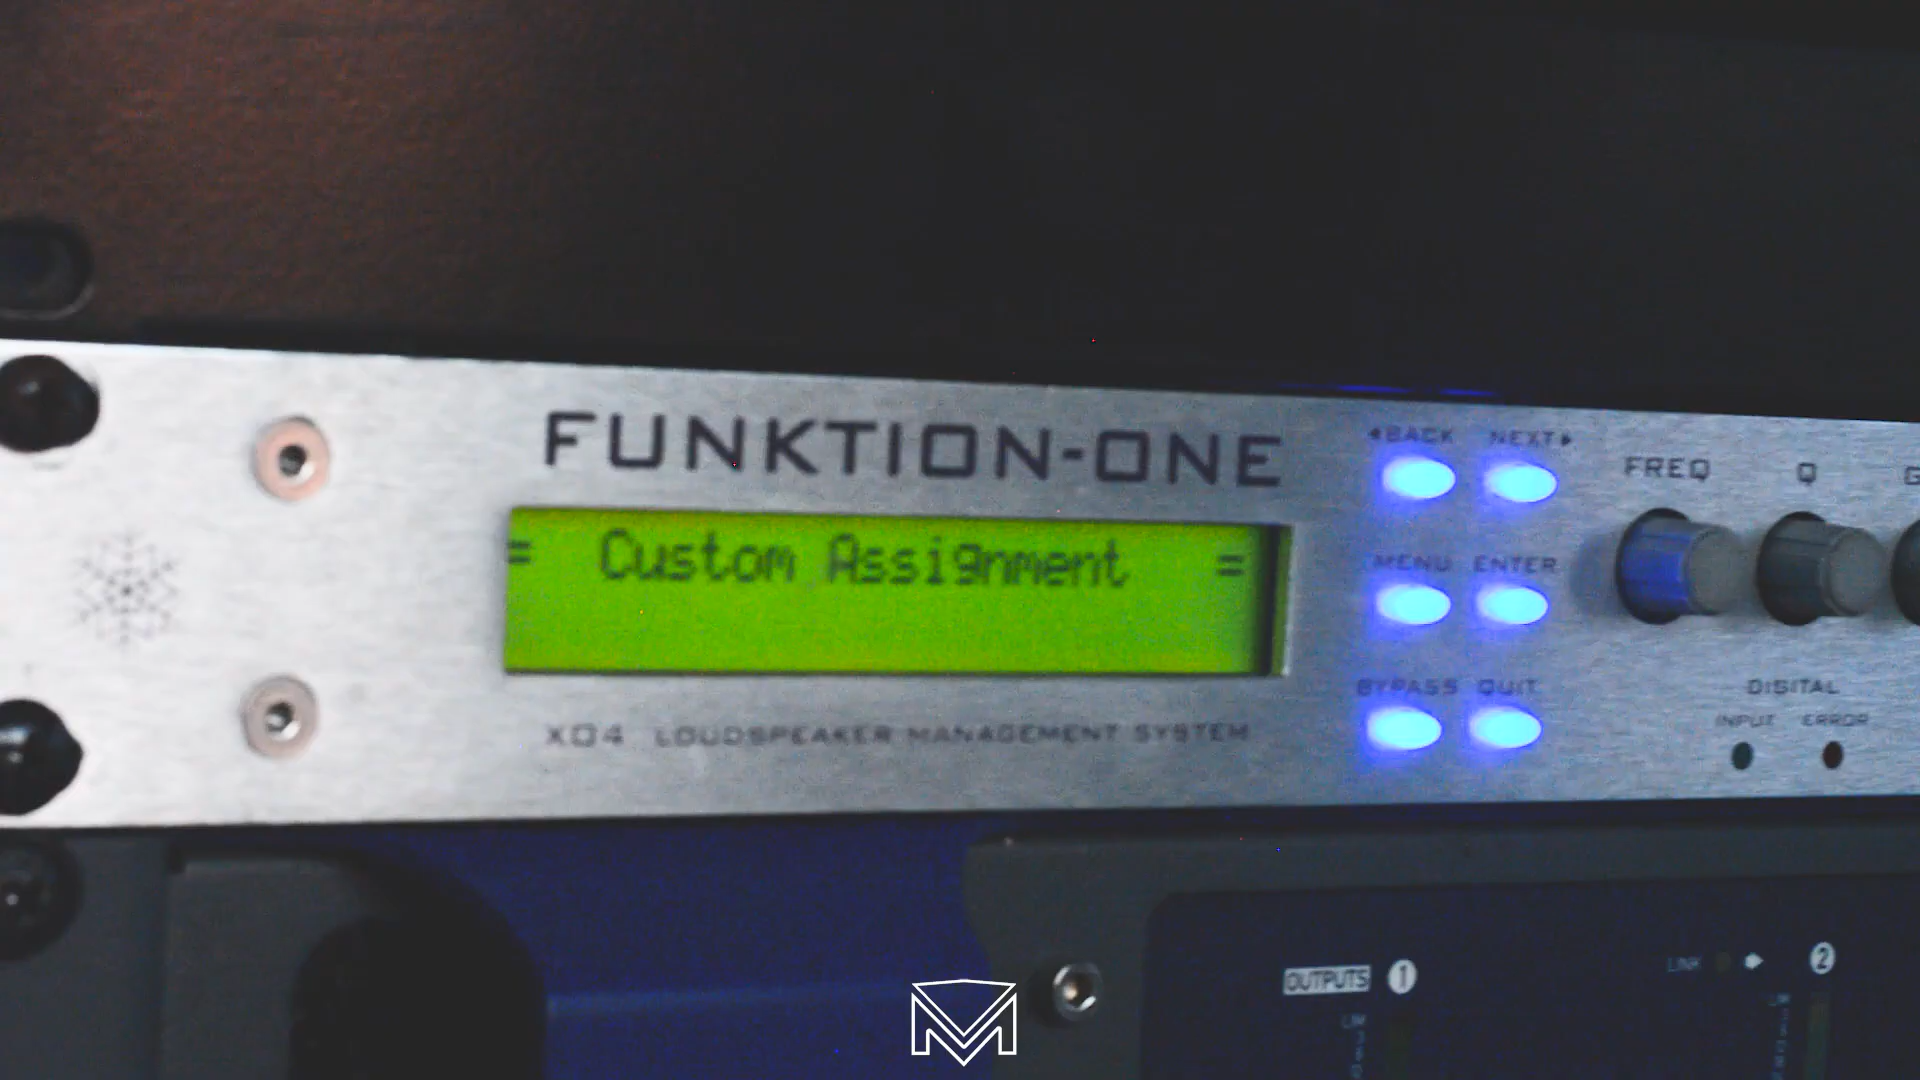 FUNKTION-ONE
= Custom Assignment =
XO4 LOUDSPEAKER MANAGEMENT SYSTEM
◄BACK NEXT►
MENU ENTER
BYPASS QUIT
FREQ Q
DIGITAL
INPUT ERROR
OUTPUTS 1
LINK 2